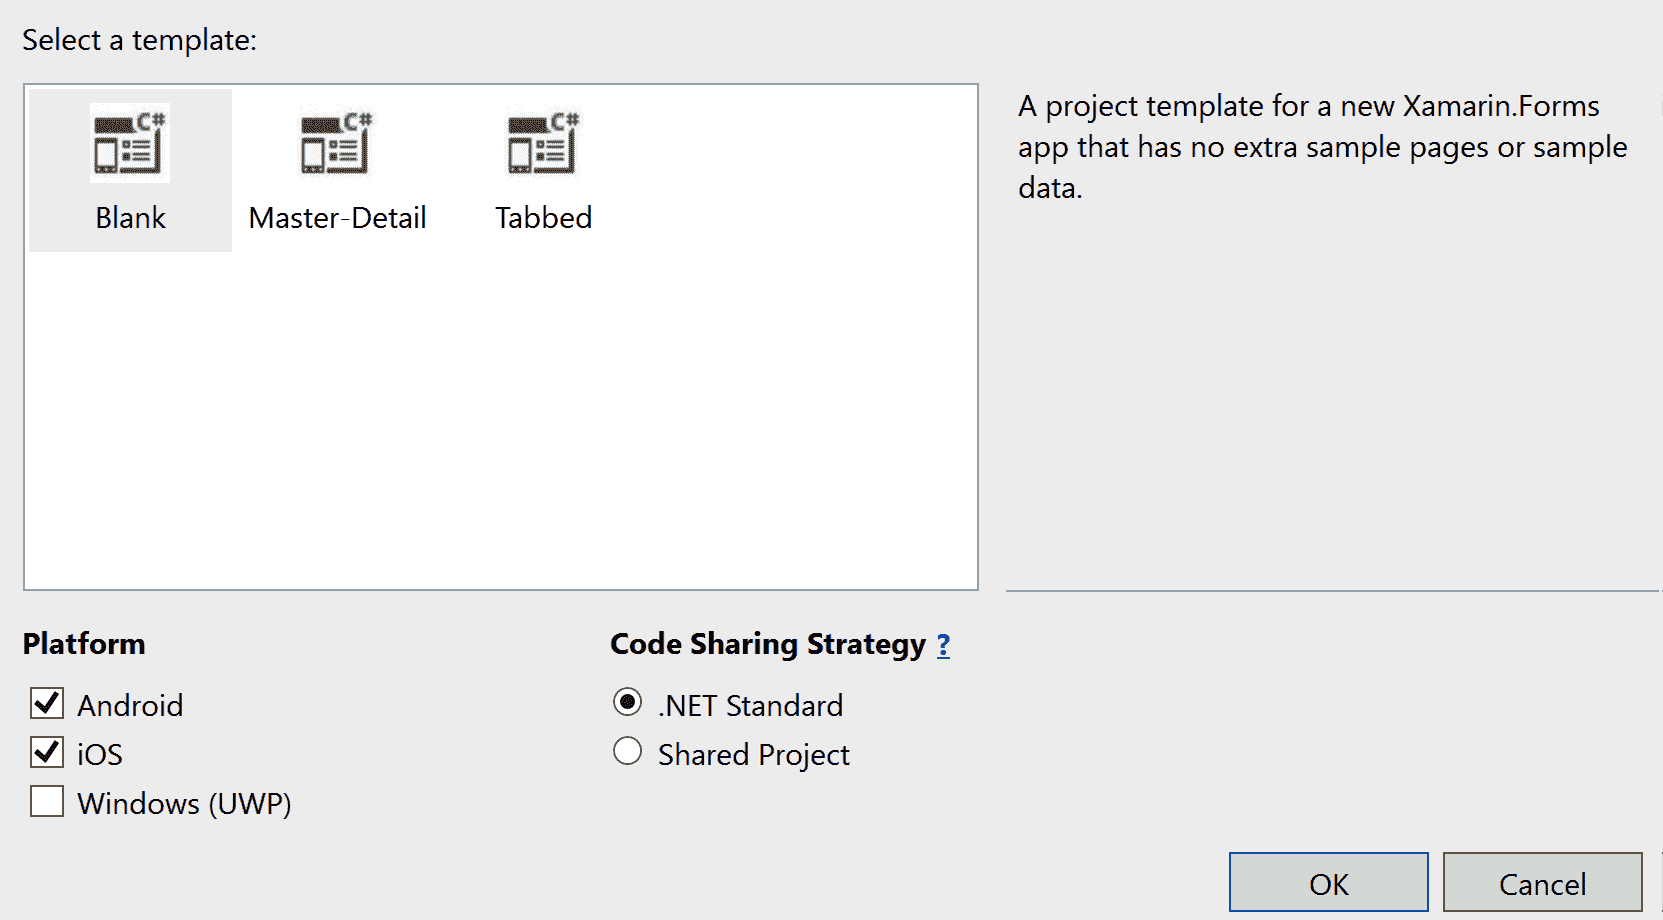 Select a template:
C#
C#
C#
Blank
Master-Detail
Tabbed
A project template for a new Xamarin.Forms
app that has no extra sample pages or sample
data.
Platform
Android
iOS
Windows (UWP)
Code Sharing Strategy ?
.NET Standard
Shared Project
OK
Cancel